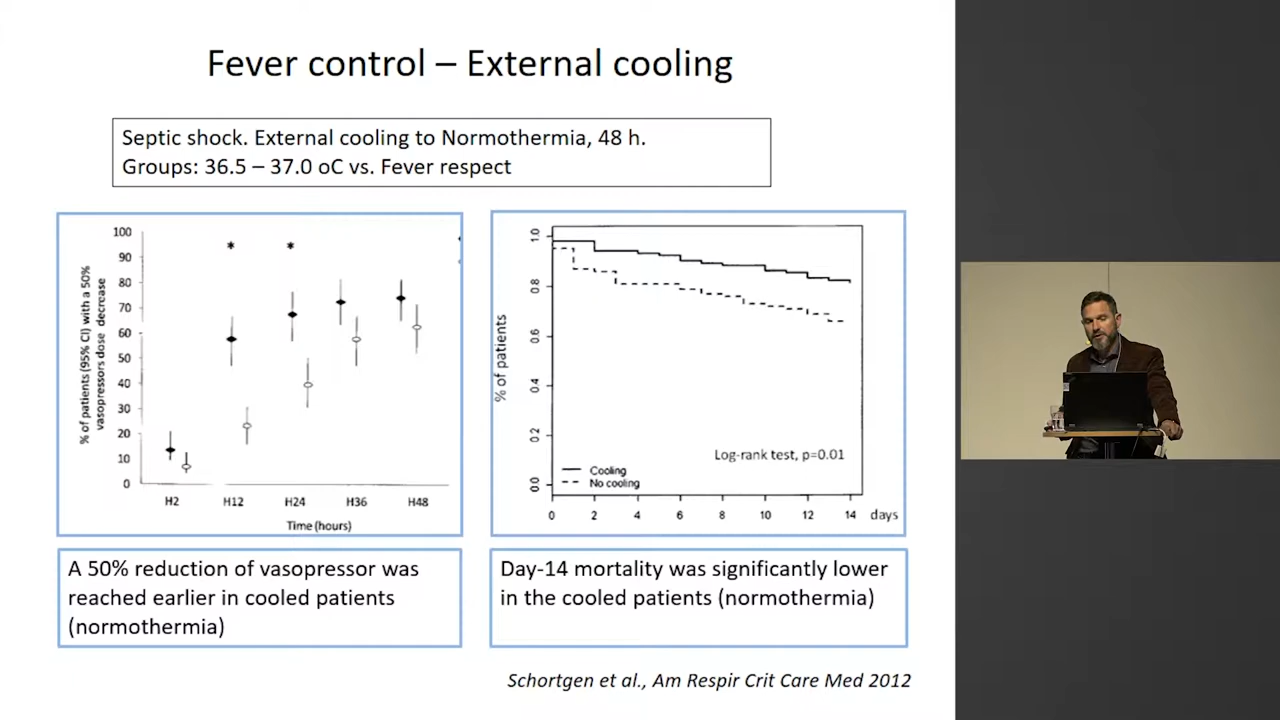 Fever control – External cooling
Septic shock. External cooling to Normothermia, 48 h.
Groups: 36.5 – 37.0 oC vs. Fever respect
% of patients (95% CI) with a 50%
vasopressors dose decrease
100
90
80
70
60
50
40
30
20
10
0
* *
H2 H12 H24 H36 H48
Time (hours)
% of patients
1.0
0.8
0.6
0.4
0.2
0.0
Log-rank test, p=0.01
Cooling
No cooling
0 2 4 6 8 10 12 14 days
A 50% reduction of vasopressor was
reached earlier in cooled patients
(normothermia)
Day-14 mortality was significantly lower
in the cooled patients (normothermia)
Schortgen et al., Am Respir Crit Care Med 2012